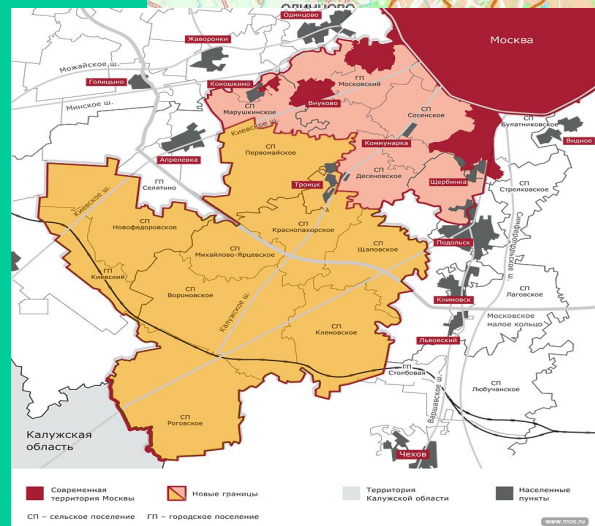 ОДИНЦОВО
Одинцово
Москва
Жаворонки
Можайское ш.
Голицыно
Кокошкино
ГП
Московский
Минское ш.
СП
Марушкинское
Внуково
СП
Сосенское
СП
Булатниковское
Киевское ш.
Видное
Апрелевка
СП
Первомайское
Коммунарка
Троицк
СП
Десеновское
Щербинка
СП
Стрелковское
ГП
Селятино
Киевское ш.
СП
Новофедоровское
СП
Краснопахорское
СП
Щаповское
Подольск
Симферопольское ш.
СП
Михайлово-Ярцевское
ГП
Киевский
СП
Вороновское
Калужское ш.
Климовск
СП
Лаговское
Московское
малое кольцо
СП
Кленовское
Львовский
ГП
Столбовая
СП
Любучанское
Варшавское ш.
СП
Роговское
Калужская
область
Чехов
Современная
территория Москвы
Новые границы
Территория
Калужской области
Населенные
пункты
СП – сельское поселение ГП – городское поселение
www.mos.ru